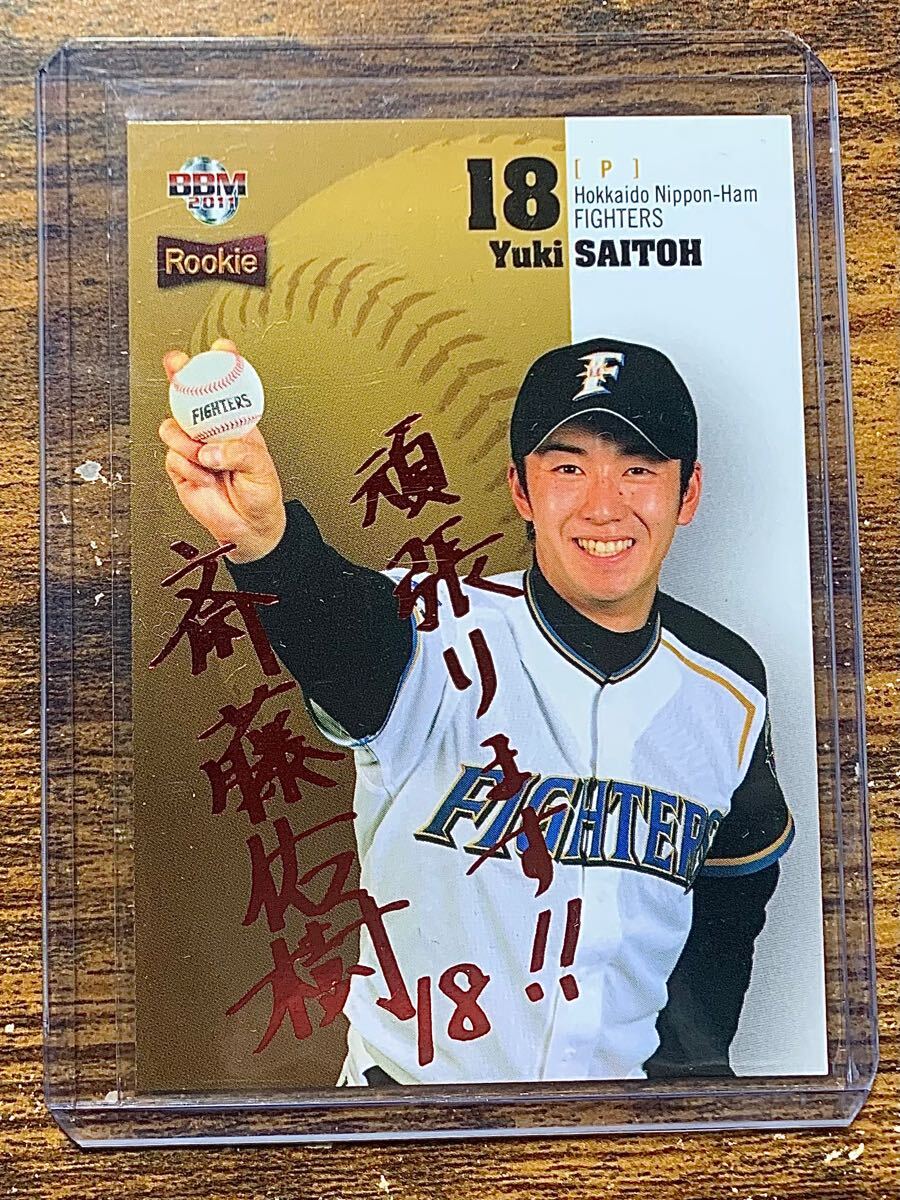 BBM
2011
Rookie
18
[ P ]
Hokkaido Nippon-Ham
FIGHTERS
Yuki SAITOH
F
FIGHTERS
頑張ります!!
斎藤佑樹
18
FIGHTERS